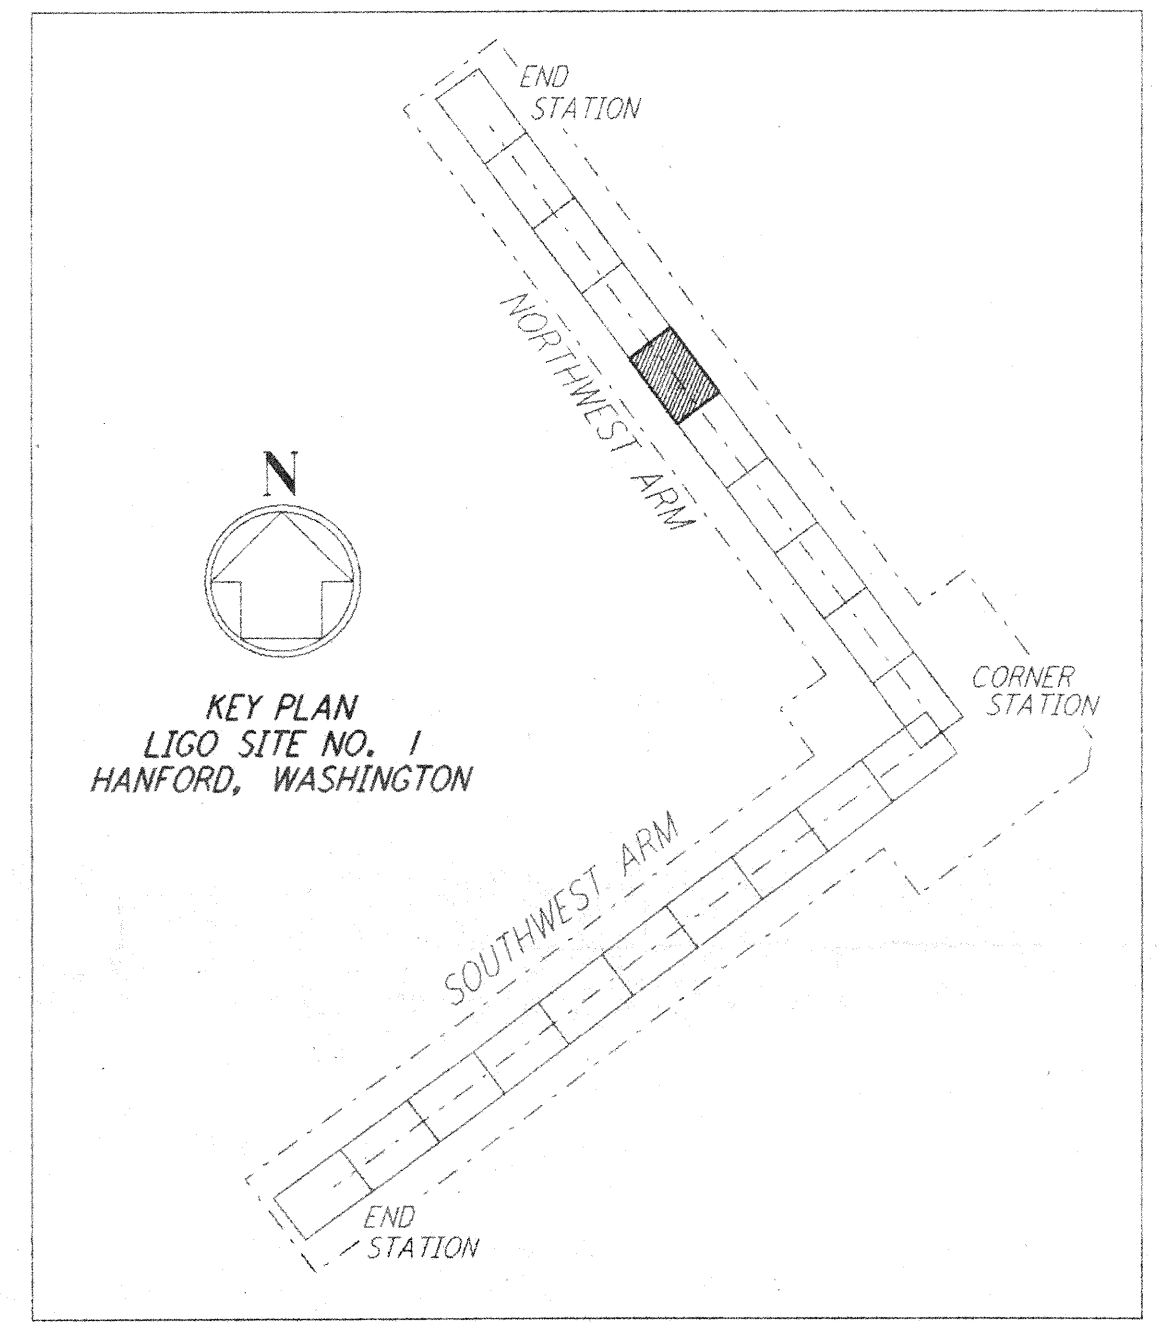 END
STATION
NORTHWEST ARM
N
CORNER
STATION
KEY PLAN
LIGO SITE NO. 1
HANFORD, WASHINGTON
SOUTHWEST ARM
END
STATION